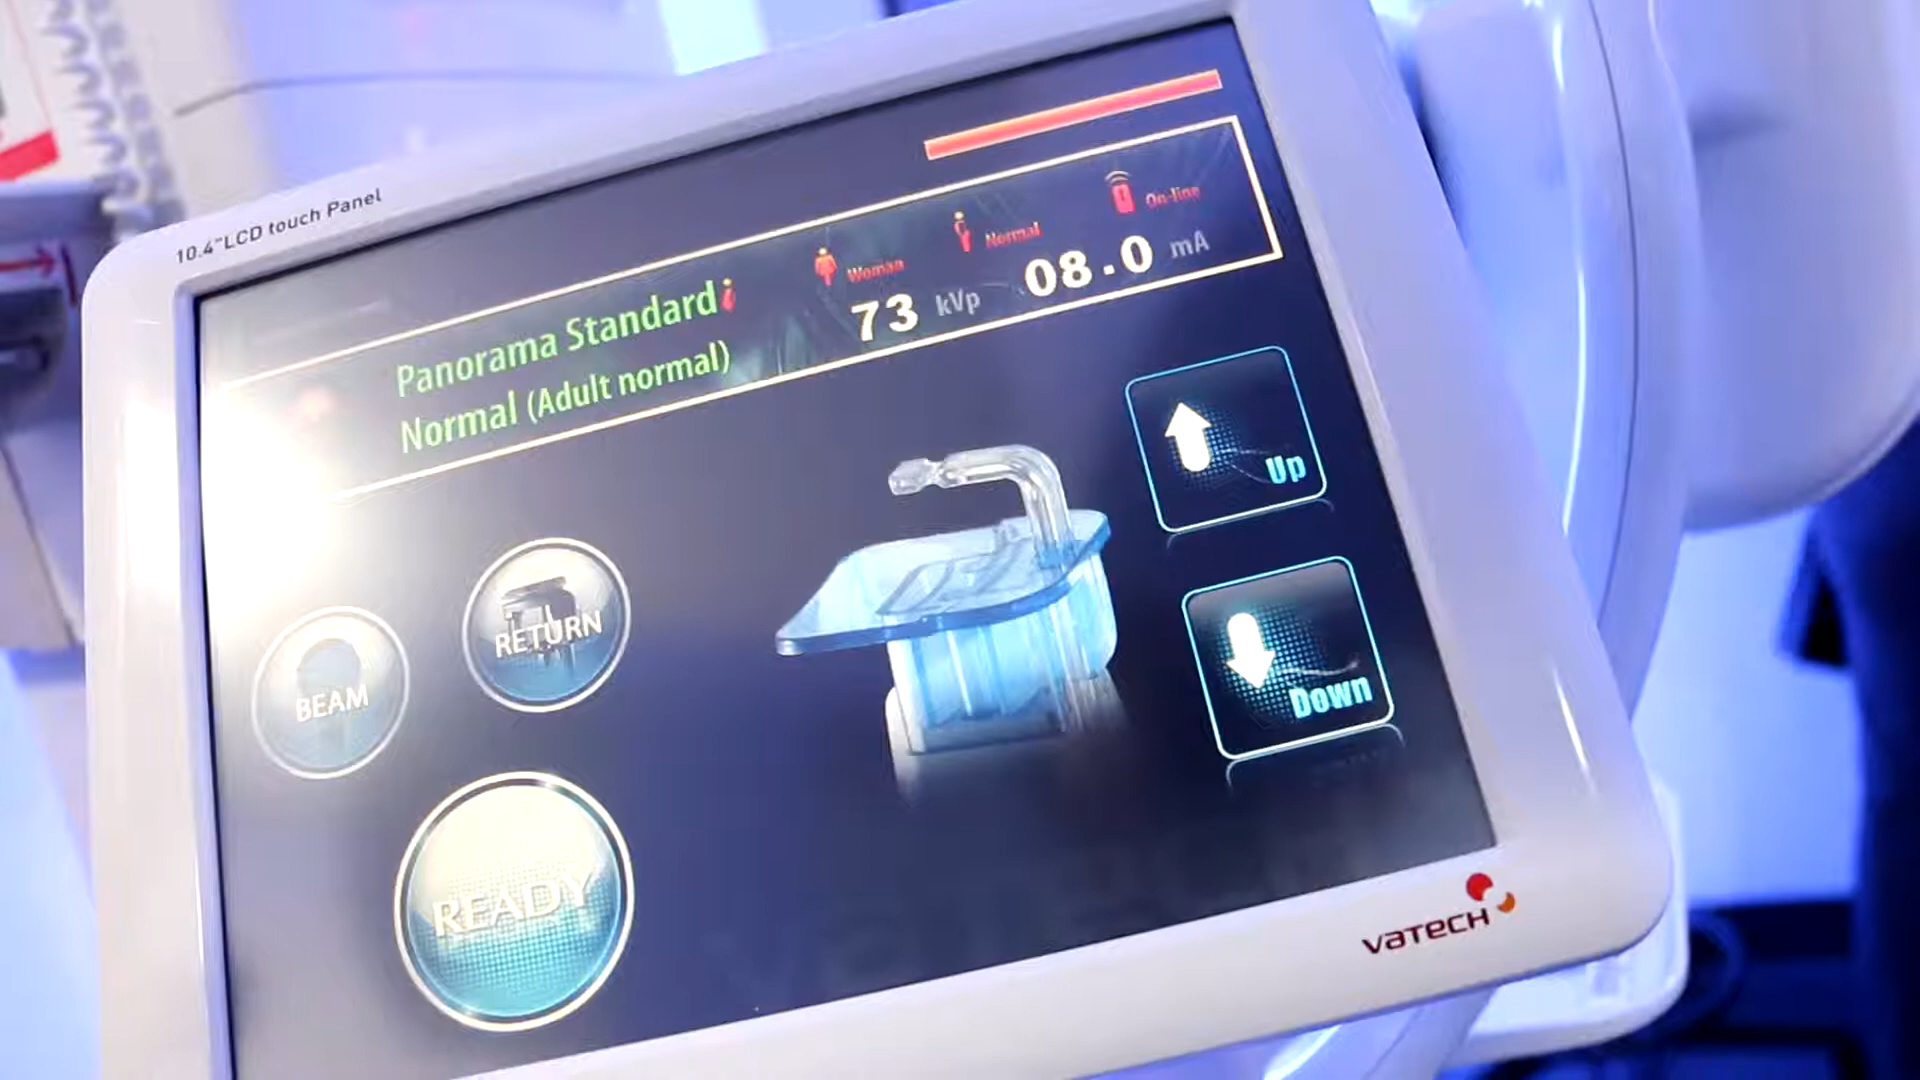 10.4"LCD touch Panel
Panorama Standard
Normal (Adult normal)
Woman
Normal
On-line
73 kVp
08.0 mA
Up
Down
BEAM
RETURN
READY
vatech